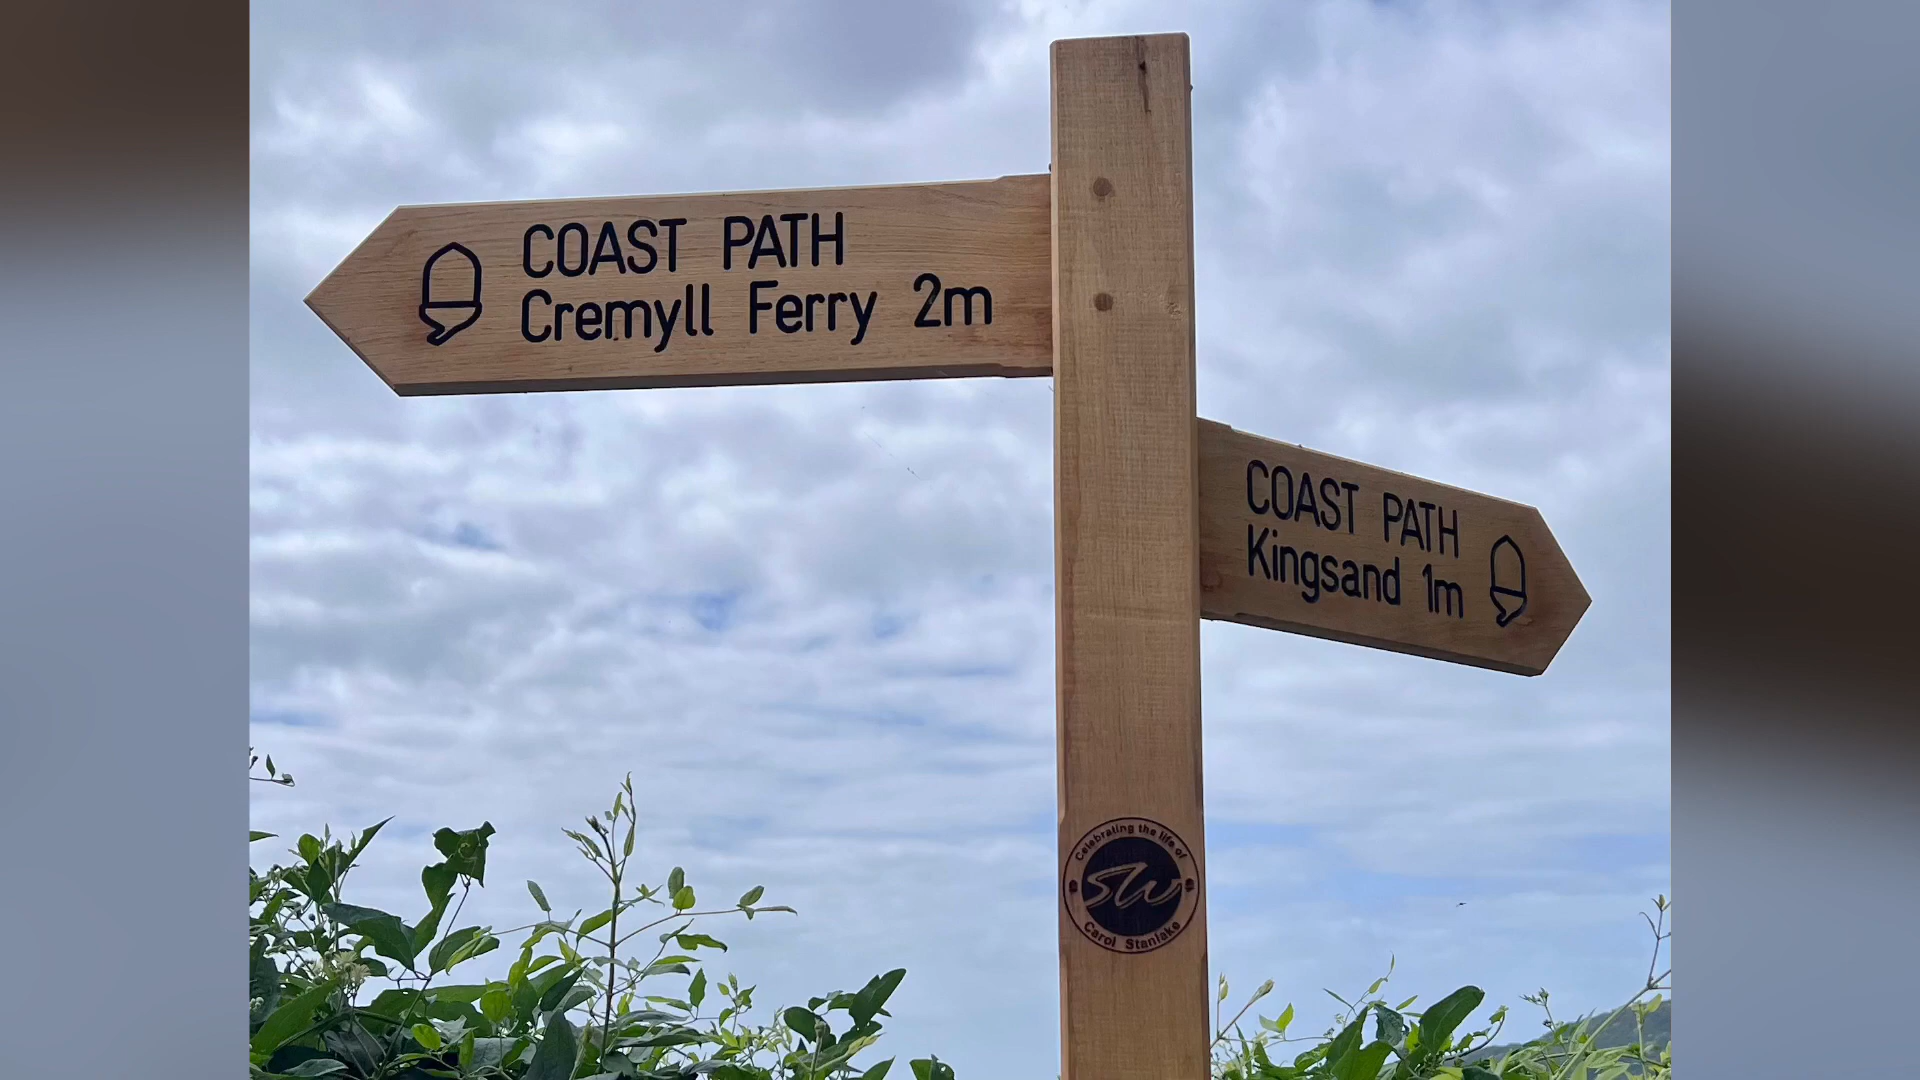 COAST PATH
Cremyll Ferry 2m
COAST PATH
Kingsand 1m
Celebrating the life of
SW
Carol Stanlake